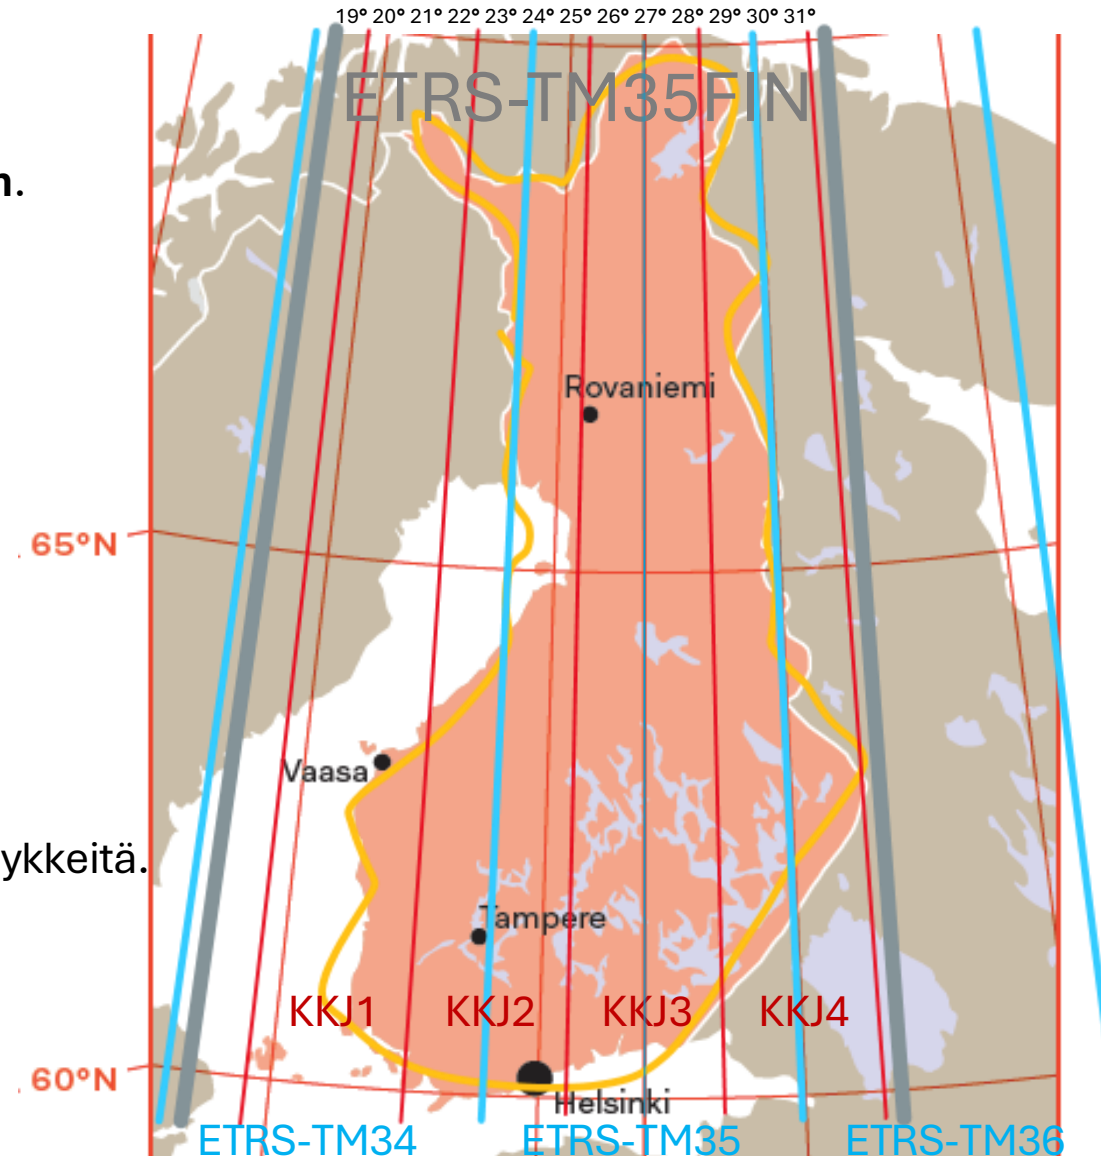 19° 20° 21° 22° 23° 24° 25° 26° 27° 28° 29° 30° 31°
ETRS-TM35FIN
n.
Rovaniemi
65°N
Vaasa
ykkeitä.
Tampere
KKJ1 KKJ2 KKJ3 KKJ4
60°N
Helsinki
ETRS-TM34 ETRS-TM35 ETRS-TM36